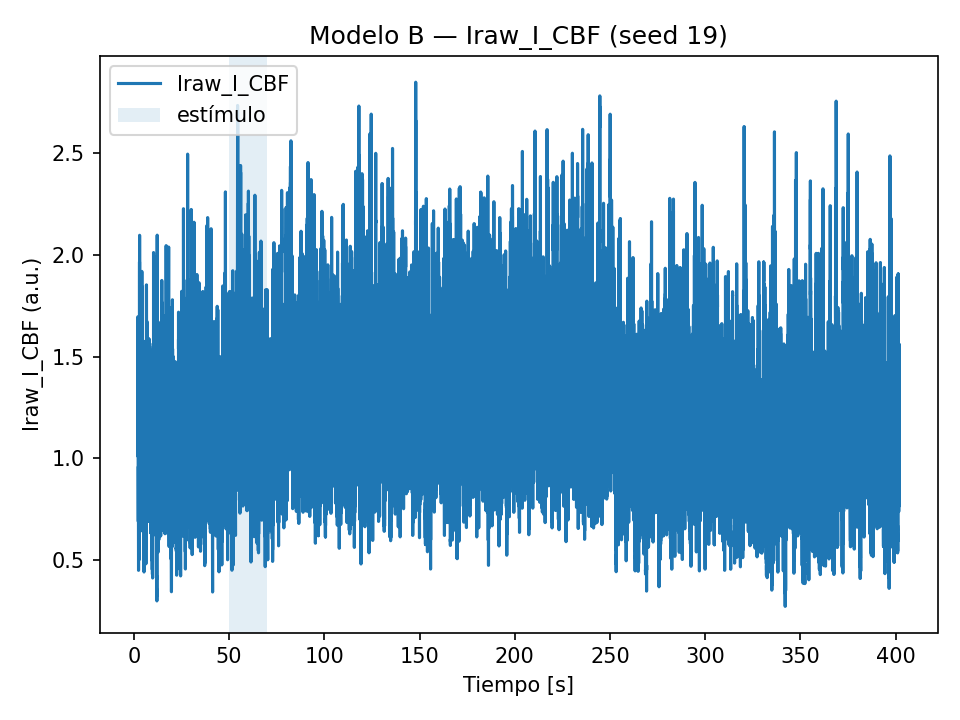 Modelo B — Iraw_I_CBF (seed 19)
Iraw_I_CBF
estímulo
Iraw_I_CBF (a.u.)
2.5
2.0
1.5
1.0
0.5
0 50 100 150 200 250 300 350 400
Tiempo [s]